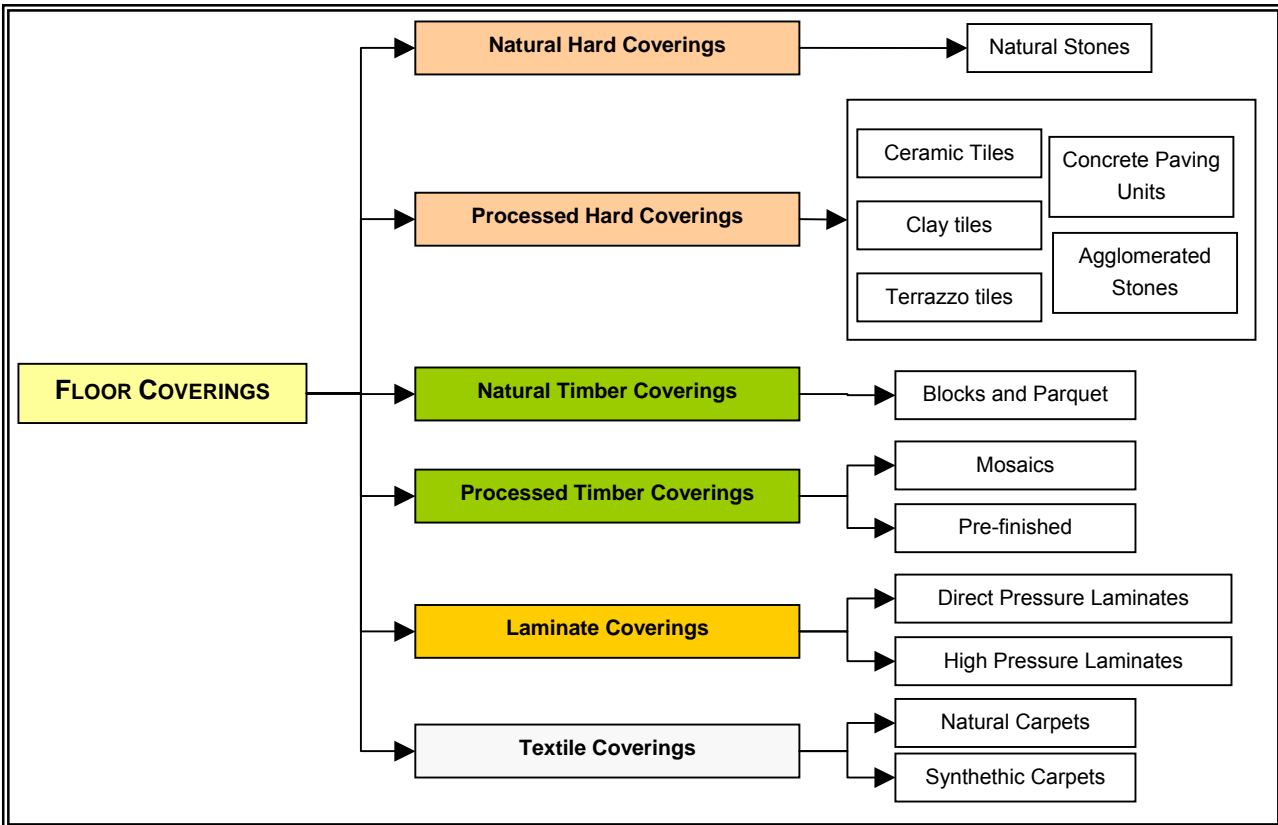 Natural Hard Coverings
Natural Stones
Processed Hard Coverings
Ceramic Tiles
Clay tiles
Terrazzo tiles
Concrete Paving
Units
Agglomerated
Stones
FLOOR COVERINGS
Natural Timber Coverings
Blocks and Parquet
Processed Timber Coverings
Mosaics
Pre-finished
Laminate Coverings
Direct Pressure Laminates
High Pressure Laminates
Textile Coverings
Natural Carpets
Synthethic Carpets